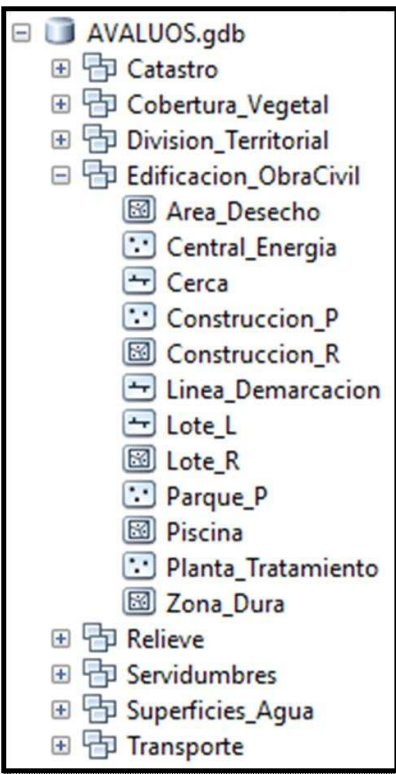 AVALUOS.gdb
Catastro
Cobertura_Vegetal
Division_Territorial
Edificacion_ObraCivil
Area_Desecho
Central_Energia
Cerca
Construccion_P
Construccion_R
Linea_Demarcacion
Lote_L
Lote_R
Parque_P
Piscina
Planta_Tratamiento
Zona_Dura
Relieve
Servidumbres
Superficies_Agua
Transporte